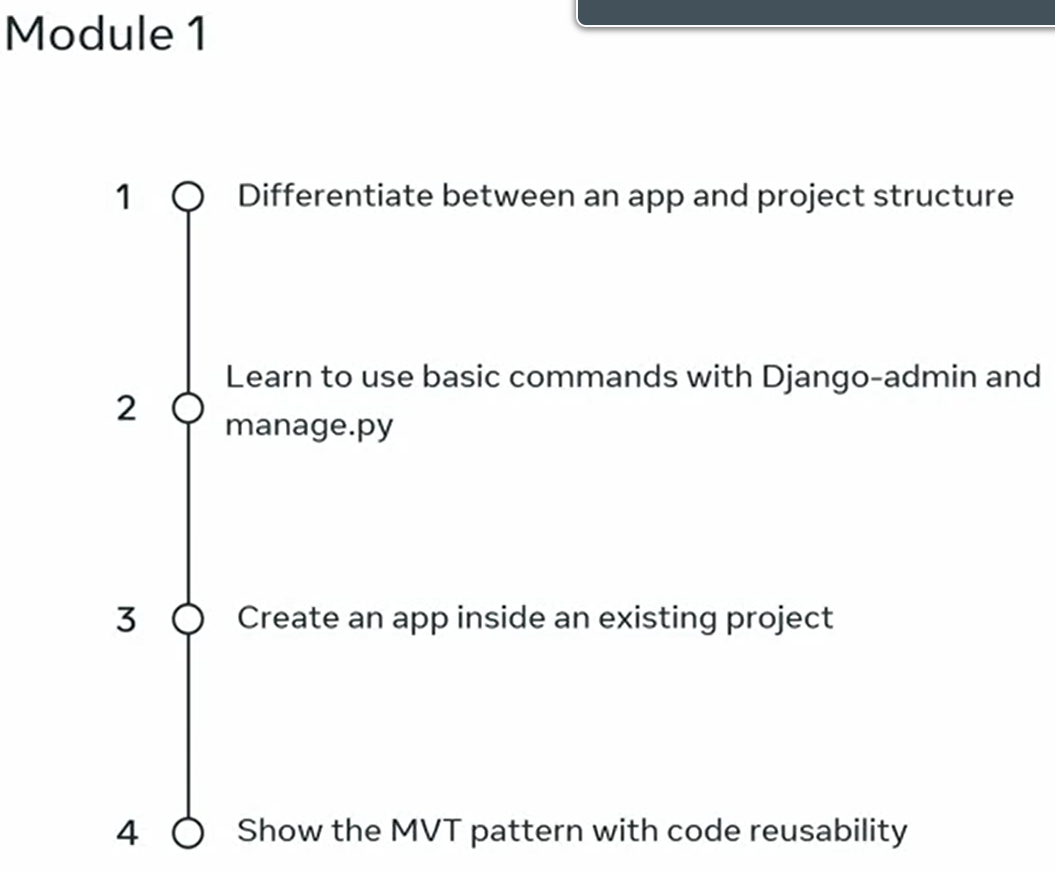 Module 1
1 Differentiate between an app and project structure
2 Learn to use basic commands with Django-admin and
manage.py
3 Create an app inside an existing project
4 Show the MVT pattern with code reusability